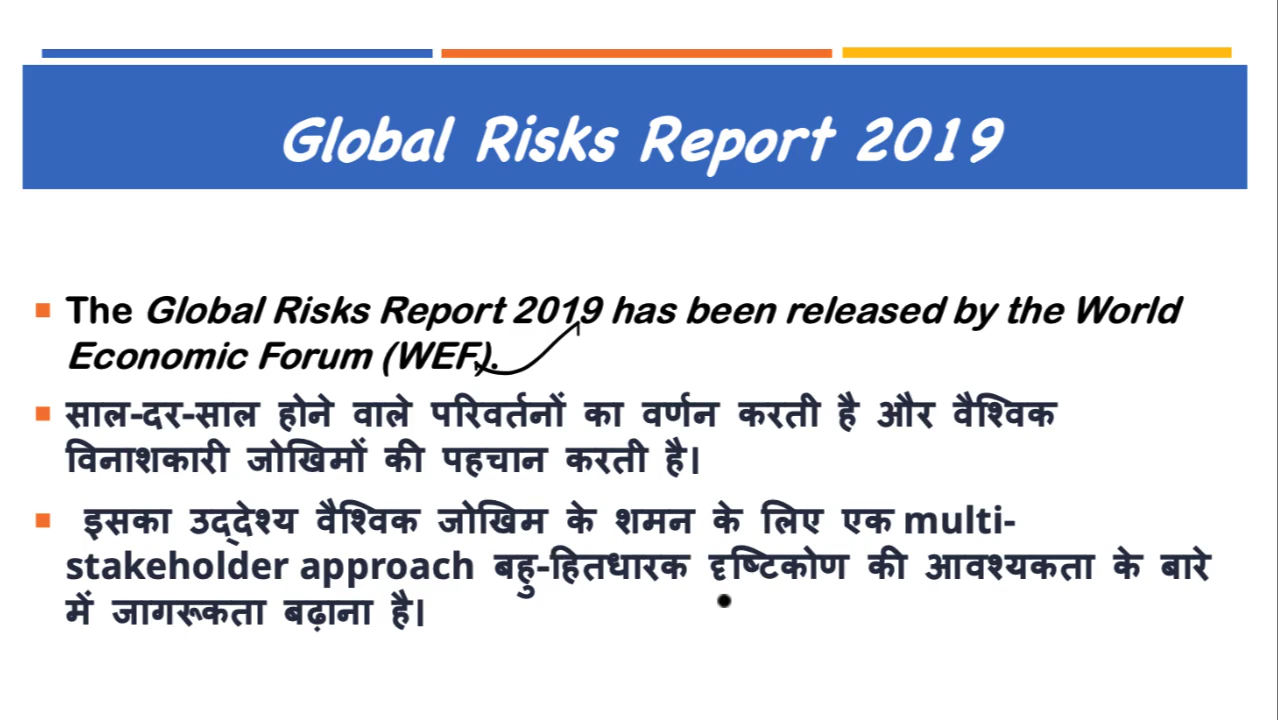 Global Risks Report 2019
The Global Risks Report 2019 has been released by the World
Economic Forum (WEF).
साल-दर-साल होने वाले परिवर्तनों का वर्णन करती है और वैश्विक
विनाशकारी जोखिमों की पहचान करती है।
इसका उद्देश्य वैश्विक जोखिम के शमन के लिए एक multi-
stakeholder approach बहु-हितधारक दृष्टिकोण की आवश्यकता के बारे
में जागरूकता बढ़ाना है।